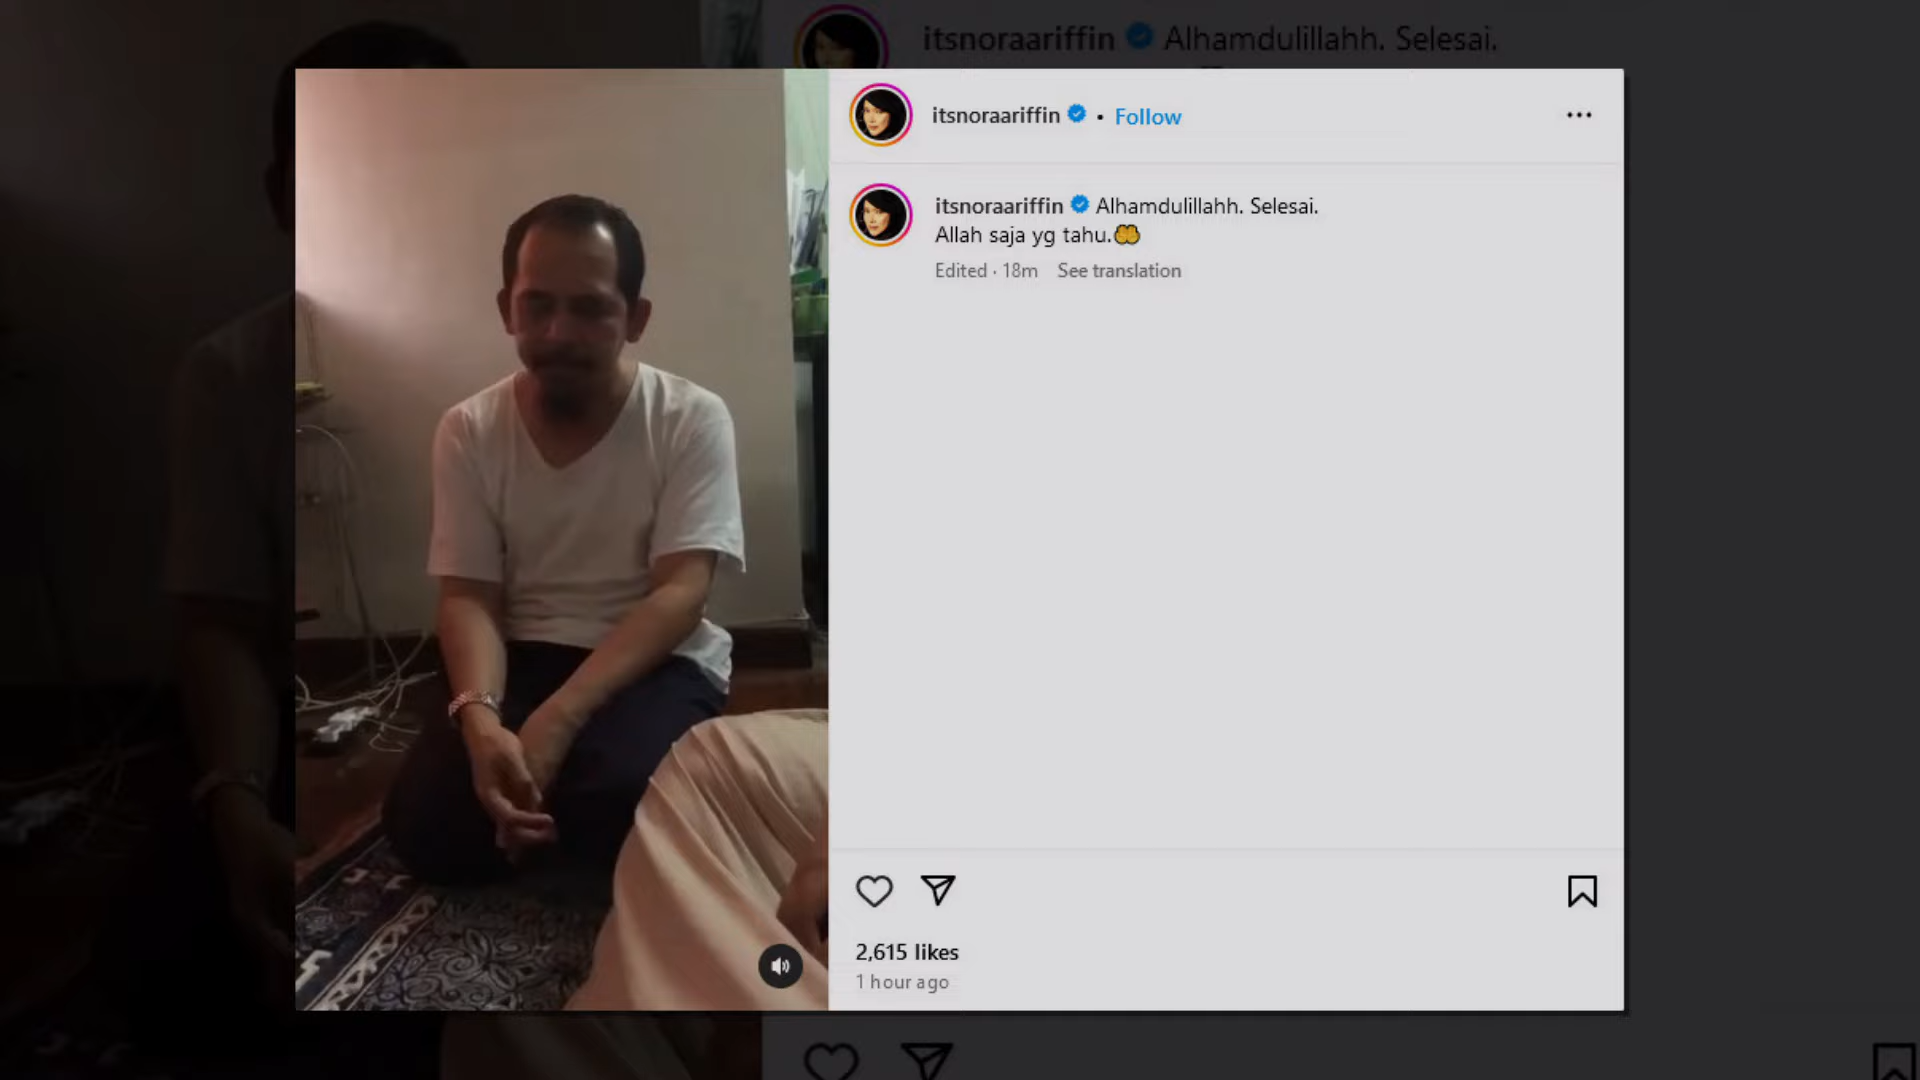 itsnoraariffin Alhamdulillahh. Selesai.
itsnoraariffin • Follow
itsnoraariffin Alhamdulillahh. Selesai.
Allah saja yg tahu.🤲
Edited · 18m See translation
2,615 likes
1 hour ago